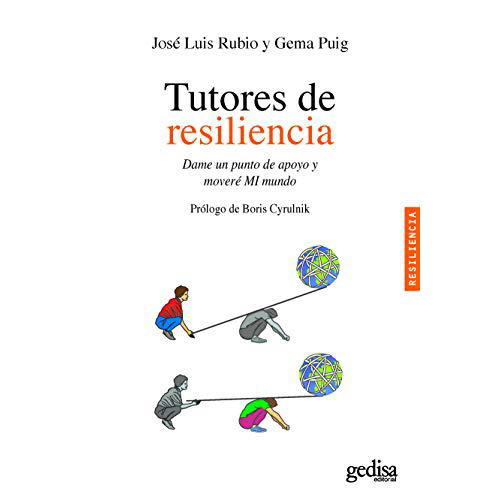 José Luis Rubio y Gema Puig
Tutores de
resiliencia
Dame un punto de apoyo y
moveré MI mundo
Prólogo de Boris Cyrulnik
RESILIENCIA
gedisa
editorial